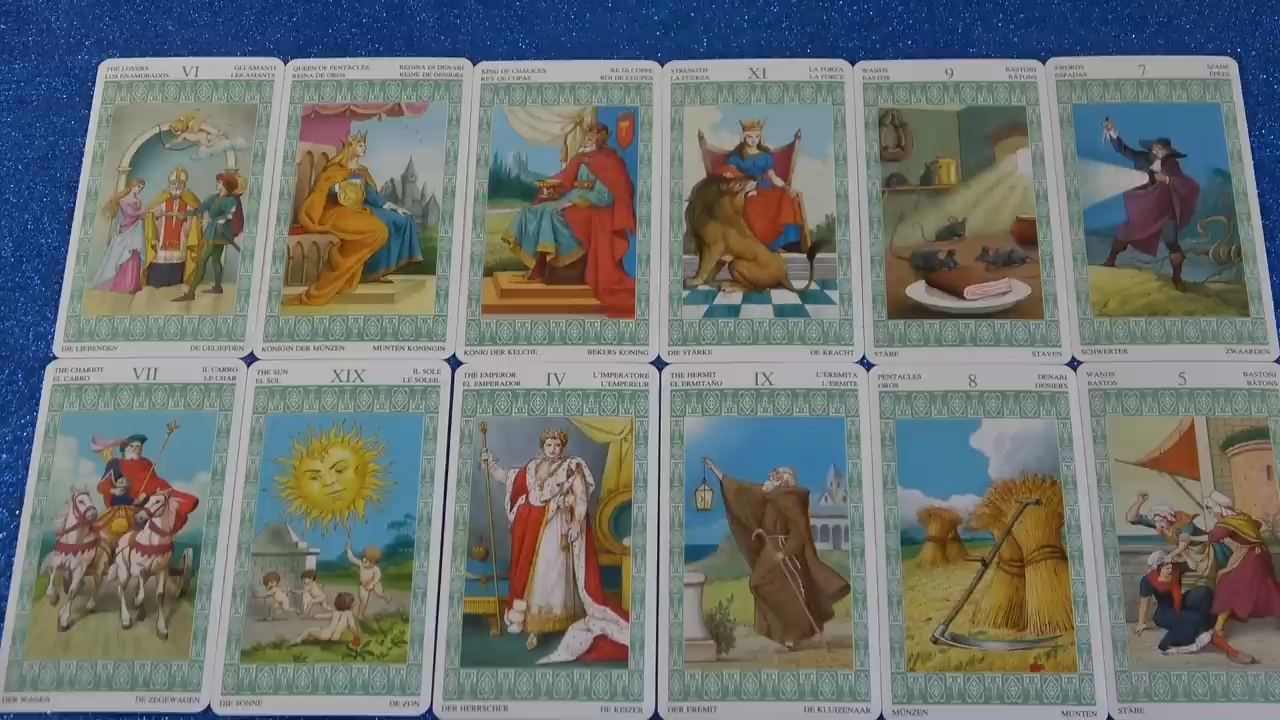 THE LOVERS VI GLI AMANTI
LOS ENAMORADOS LES AMANTS
DIE LIEBENDEN DE GELIEFDEN
QUEEN OF PENTACLES REGINA DI DENARI
REINA DE OROS REINE DE DENIERS
KÖNIGIN DER MÜNZEN MUNTEN KONINGIN
KING OF CHALICES RE DI COPPE
REY DE COPAS ROI DE COUPES
KÖNIG DER KELCHE BEKERS KONING
STRENGTH XI LA FORZA
LA FUERZA LA FORCE
DIE STÄRKE DE KRACHT
WANDS 9 BASTONI
BASTOS BÂTONS
STÄBE STAVEN
SWORDS 7 SPADE
ESPADAS ÉPÉES
SCHWERTER ZWAARDEN
THE CHARIOT VII IL CARRO
EL CARRO LE CHAR
DER WAGEN DE ZEGEWAGEN
THE SUN XIX IL SOLE
EL SOL LE SOLEIL
DIE SONNE DE ZON
THE EMPEROR IV L'IMPERATORE
EL EMPERADOR L'EMPEREUR
DER HERRSCHER DE KEIZER
THE HERMIT IX L'EREMITA
EL ERMITAÑO L'ERMITE
DER EREMIT DE KLUIZENAAR
PENTACLES 8 DENARI
OROS DENIERS
MÜNZEN MUNTEN
WANDS 5 BASTONI
BASTOS BÂTONS
STÄBE